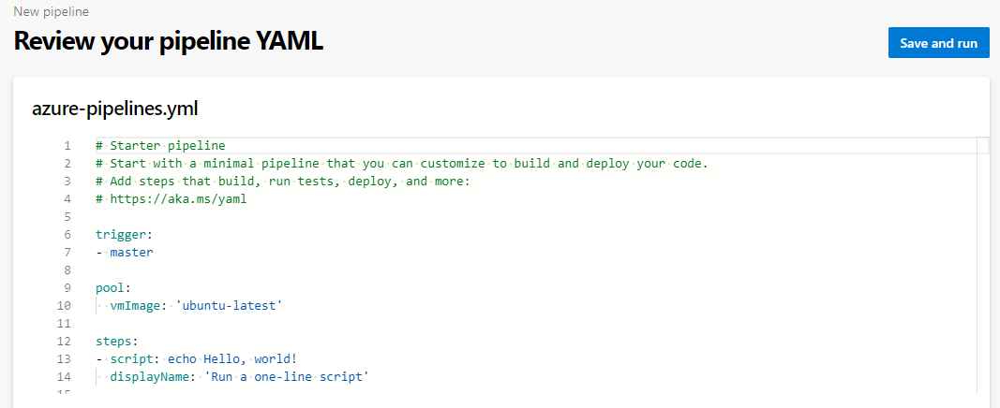 New pipeline
Review your pipeline YAML
Save and run
azure-pipelines.yml
1 # Starter pipeline
2 # Start with a minimal pipeline that you can customize to build and deploy your code.
3 # Add steps that build, run tests, deploy, and more:
4 # https://aka.ms/yaml
5
6 trigger:
7 - master
8
9 pool:
10   vmImage: 'ubuntu-latest'
11
12 steps:
13 - script: echo Hello, world!
14   displayName: 'Run a one-line script'
15